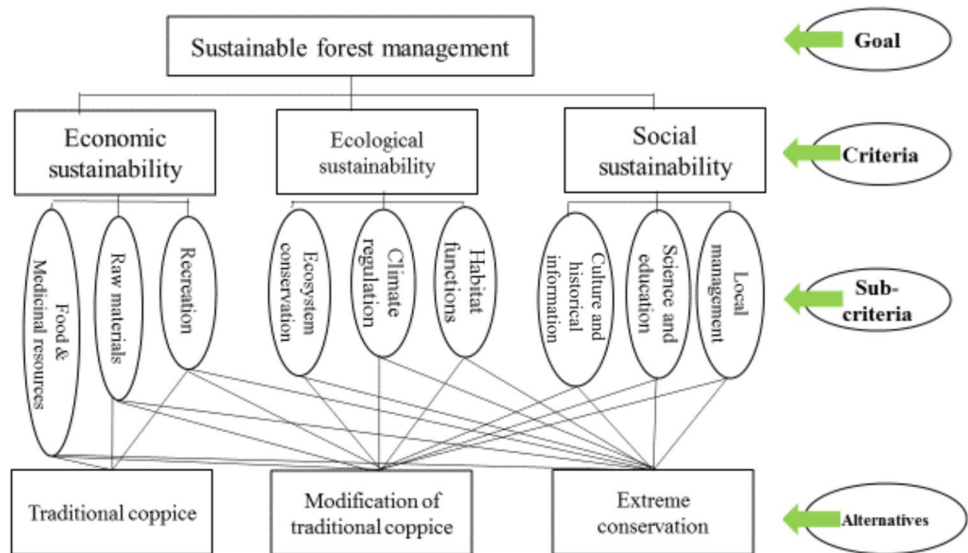 Sustainable forest management
Goal
Economic
sustainability
Ecological
sustainability
Social
sustainability
Criteria
Food &
Medicinal resources
Raw materials
Recreation
Ecosystem
conservation
Climate
regulation
Habitat
functions
Culture and
historical
information
Science and
education
Local
management
Sub-
criteria
Traditional coppice
Modification of
traditional coppice
Extreme
conservation
Alternatives